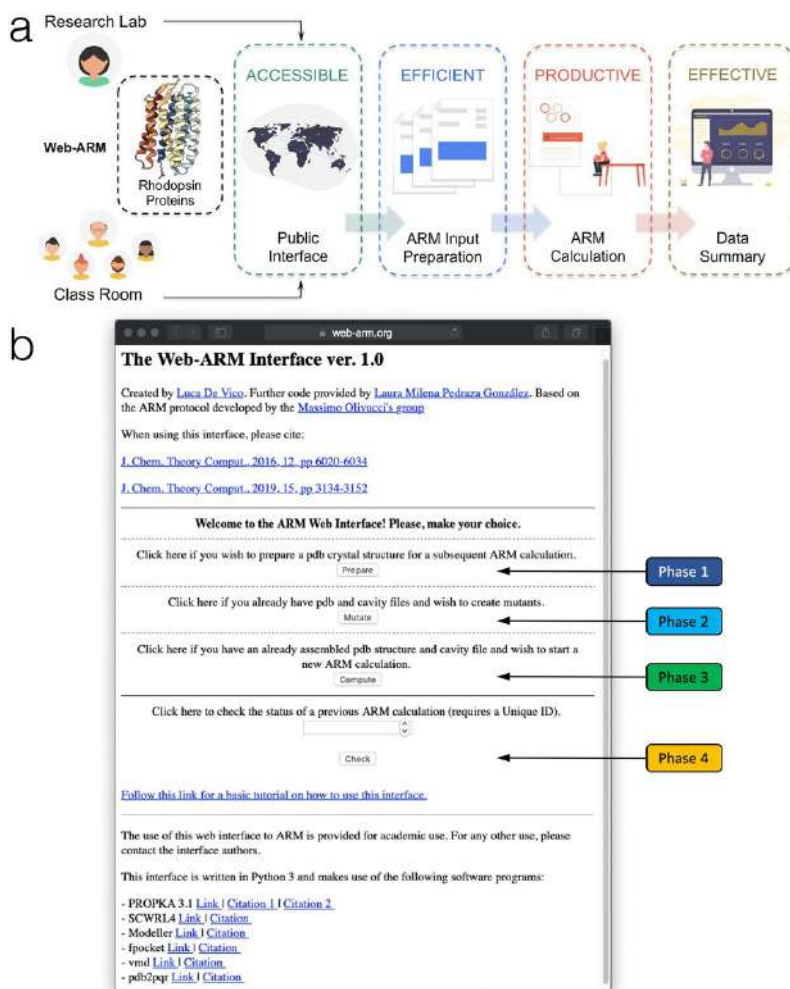 a
Research Lab
Web-ARM
Rhodopsin
Proteins
Class Room
ACCESSIBLE
Public
Interface
EFFICIENT
ARM Input
Preparation
PRODUCTIVE
ARM
Calculation
EFFECTIVE
Data
Summary
b
web-arm.org
The Web-ARM Interface ver. 1.0
Created by Luca De Vico. Further code provided by Laura Milena Pedraza González. Based on
the ARM protocol developed by the Massimo Olivucci's group
When using this interface, please cite:
J. Chem. Theory Comput., 2016, 12, pp 6020-6034
J. Chem. Theory Comput., 2019, 15, pp 3134-3152
Welcome to the ARM Web Interface! Please, make your choice.
Click here if you wish to prepare a pdb crystal structure for a subsequent ARM calculation.
Prepare
Phase 1
Click here if you already have pdb and cavity files and wish to create mutants.
Mutate
Phase 2
Click here if you have an already assembled pdb structure and cavity file and wish to start a
new ARM calculation.
Compute
Phase 3
Click here to check the status of a previous ARM calculation (requires a Unique ID).
Check
Phase 4
Follow this link for a basic tutorial on how to use this interface.
The use of this web interface to ARM is provided for academic use. For any other use, please
contact the interface authors.
This interface is written in Python 3 and makes use of the following software programs:
- PROPKA 3.1 Link | Citation 1 | Citation 2
- SCWRL4 Link | Citation
- Modeller Link | Citation
- fpocket Link | Citation
- vmd Link | Citation
- pdb2pqr Link | Citation